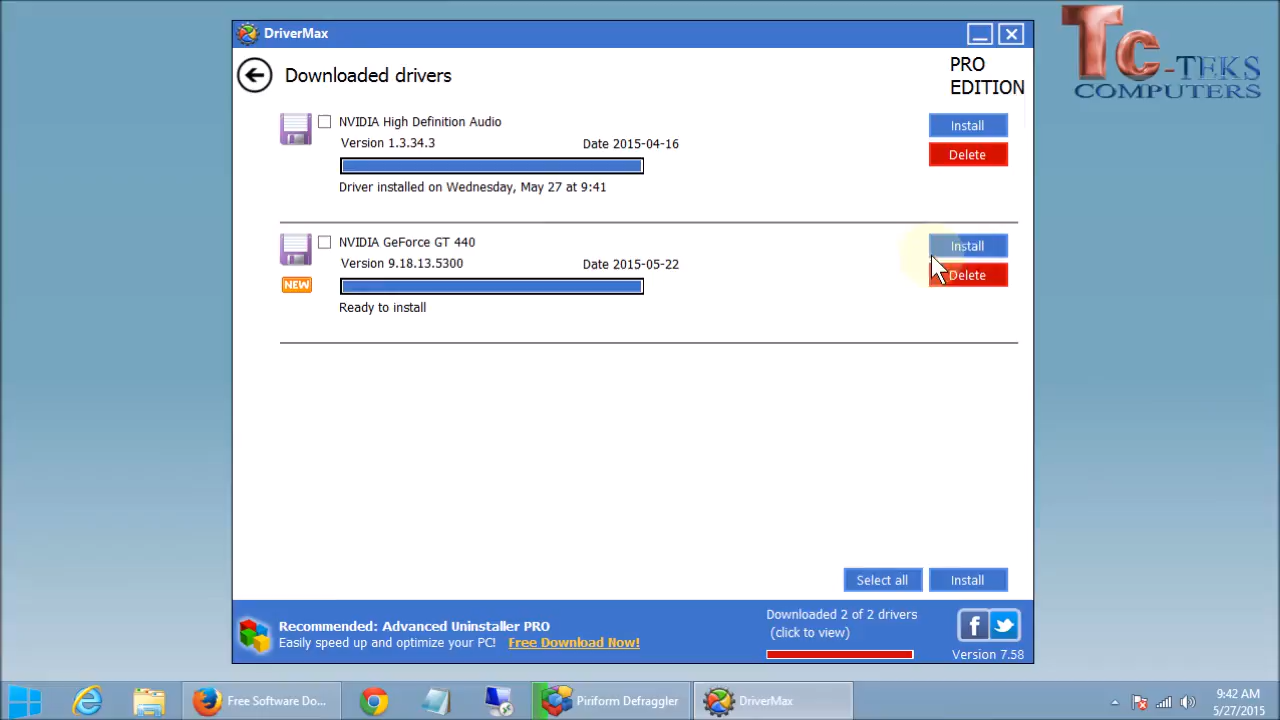 DriverMax
TC-TEKS
COMPUTERS
Downloaded drivers
PRO
EDITION
NVIDIA High Definition Audio
Install
Version 1.3.34.3
Date 2015-04-16
Delete
Driver installed on Wednesday, May 27 at 9:41
NVIDIA GeForce GT 440
Install
Version 9.18.13.5300
Date 2015-05-22
Delete
NEW
Ready to install
Select all
Install
Recommended: Advanced Uninstaller PRO
Easily speed up and optimize your PC! Free Download Now!
Downloaded 2 of 2 drivers
(click to view)
Version 7.58
Free Software Do...
Piriform Defraggler
DriverMax
9:42 AM
5/27/2015